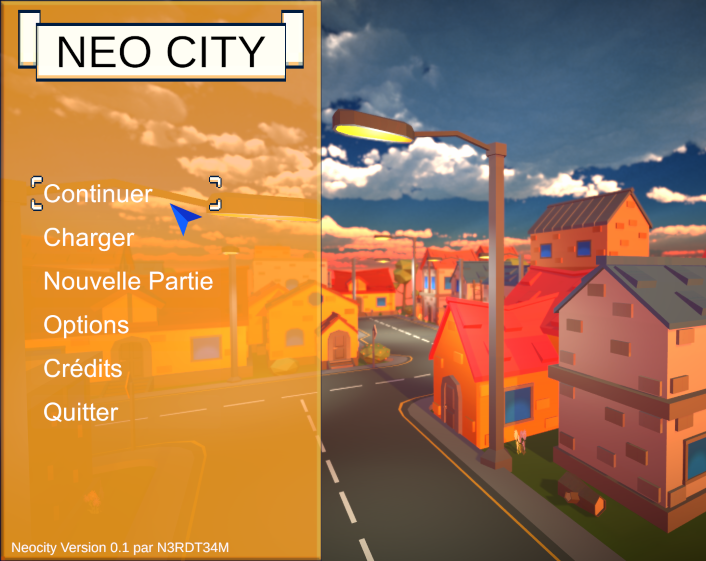 NEO CITY
Continuer
Charger
Nouvelle Partie
Options
Crédits
Quitter
Neocity Version 0.1 par N3RDT34M